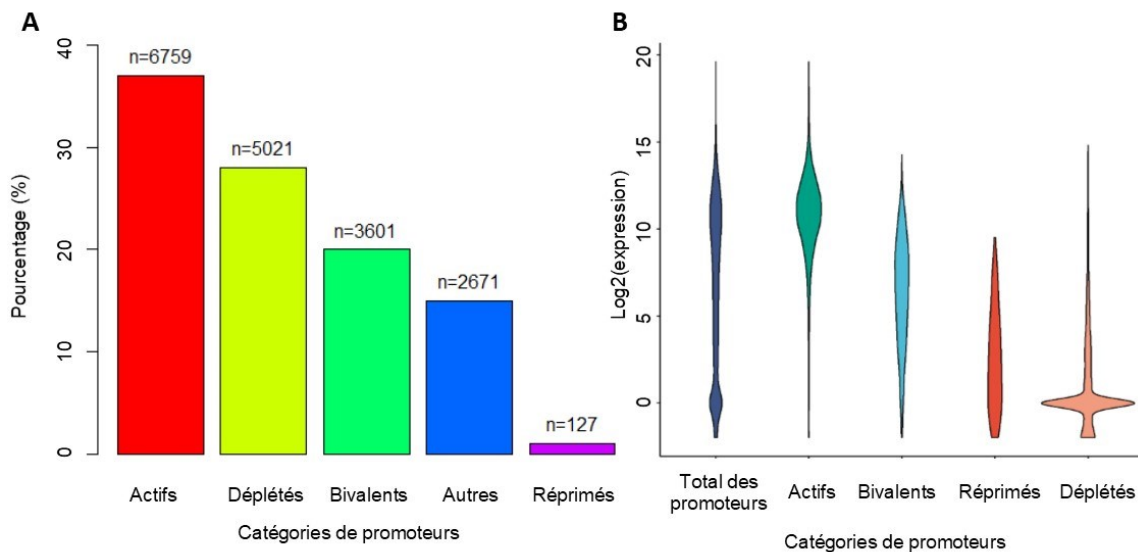 A
Pourcentage (%)
40
30
20
10
0
n=6759
n=5021
n=3601
n=2671
n=127
Actifs
Déplétés
Bivalents
Autres
Réprimés
Catégories de promoteurs
B
Log2(expression)
20
15
10
5
0
Total des
promoteurs
Actifs
Bivalents
Réprimés
Déplétés
Catégories de promoteurs